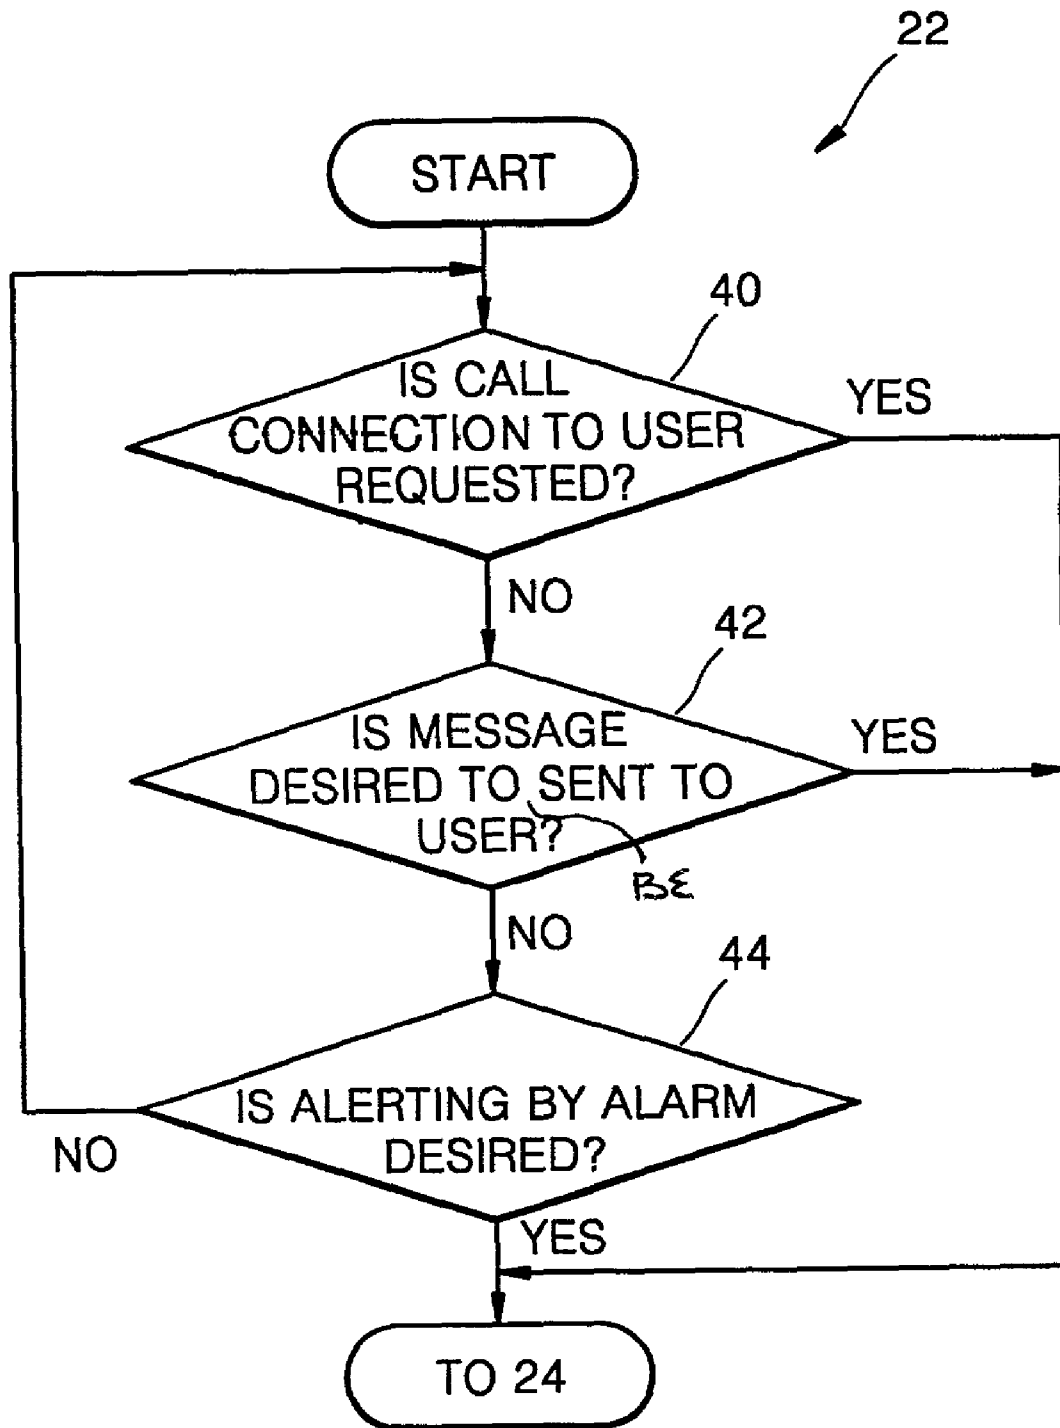 22
START
40
IS CALL
CONNECTION TO USER
REQUESTED?
YES
NO
42
IS MESSAGE
DESIRED TO SENT TO
USER?
YES
BE
NO
44
IS ALERTING BY ALARM
DESIRED?
NO
YES
TO 24